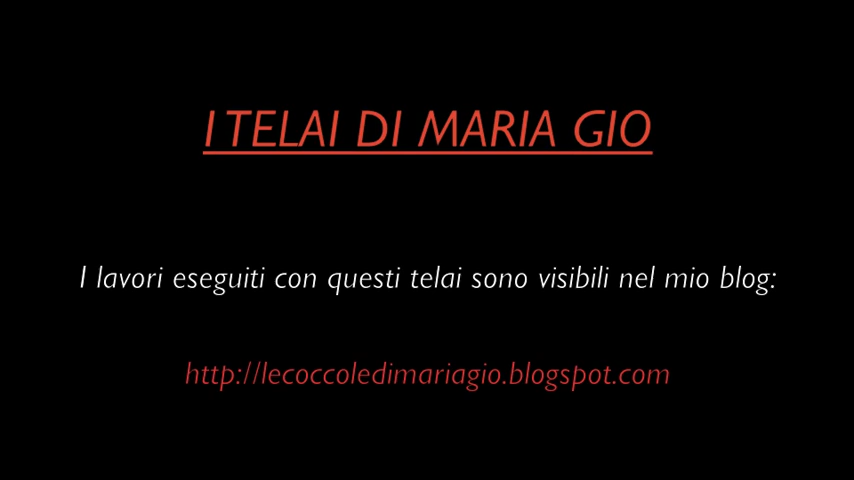 I TELAI DI MARIA GIO
I lavori eseguiti con questi telai sono visibili nel mio blog:
http://lecoccoledimariagio.blogspot.com